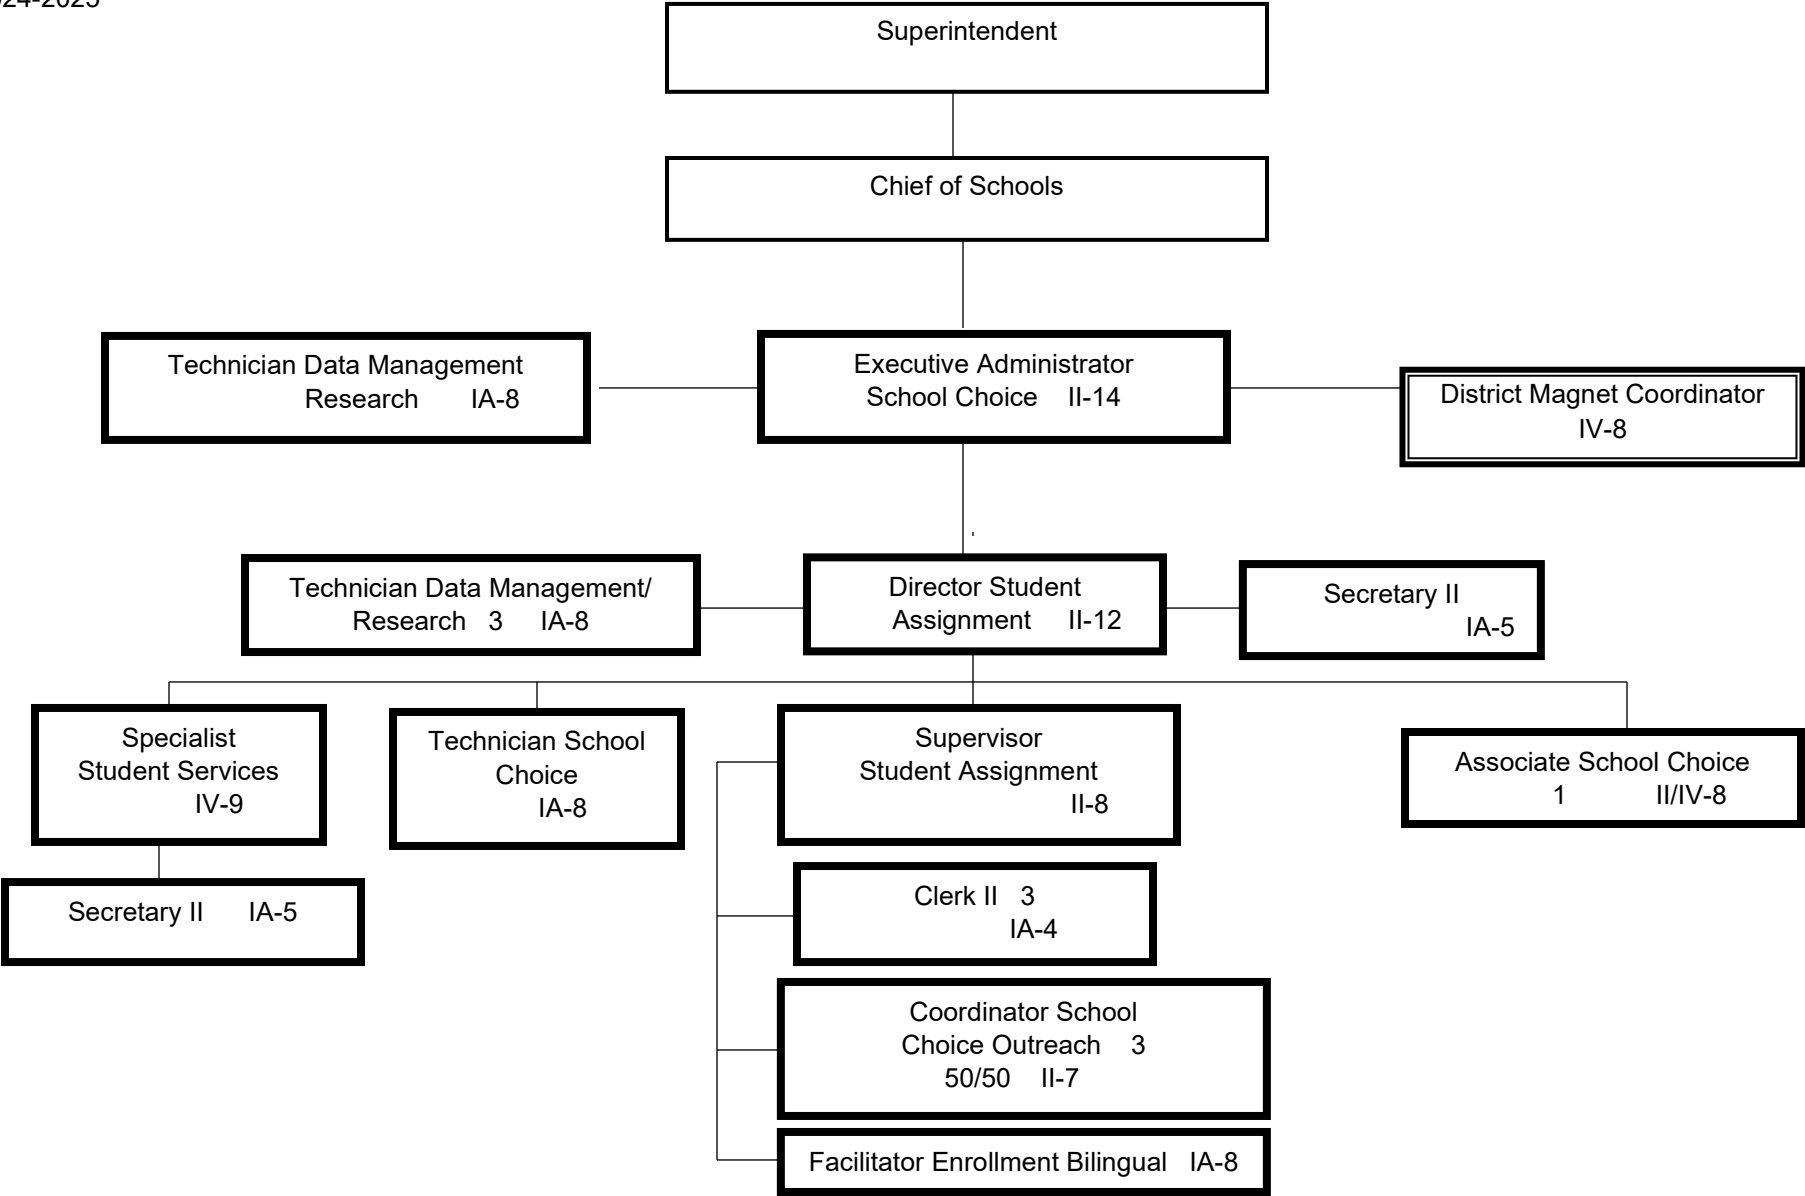 Superintendent
Chief of Schools
Technician Data Management
Research IA-8
Executive Administrator
School Choice II-14
District Magnet Coordinator
IV-8
Technician Data Management/
Research 3 IA-8
Director Student
Assignment II-12
Secretary II
IA-5
Specialist
Student Services
IV-9
Technician School
Choice
IA-8
Supervisor
Student Assignment
II-8
Associate School Choice
1 II/IV-8
Secretary II IA-5
Clerk II 3
IA-4
Coordinator School
Choice Outreach 3
50/50 II-7
Facilitator Enrollment Bilingual IA-8